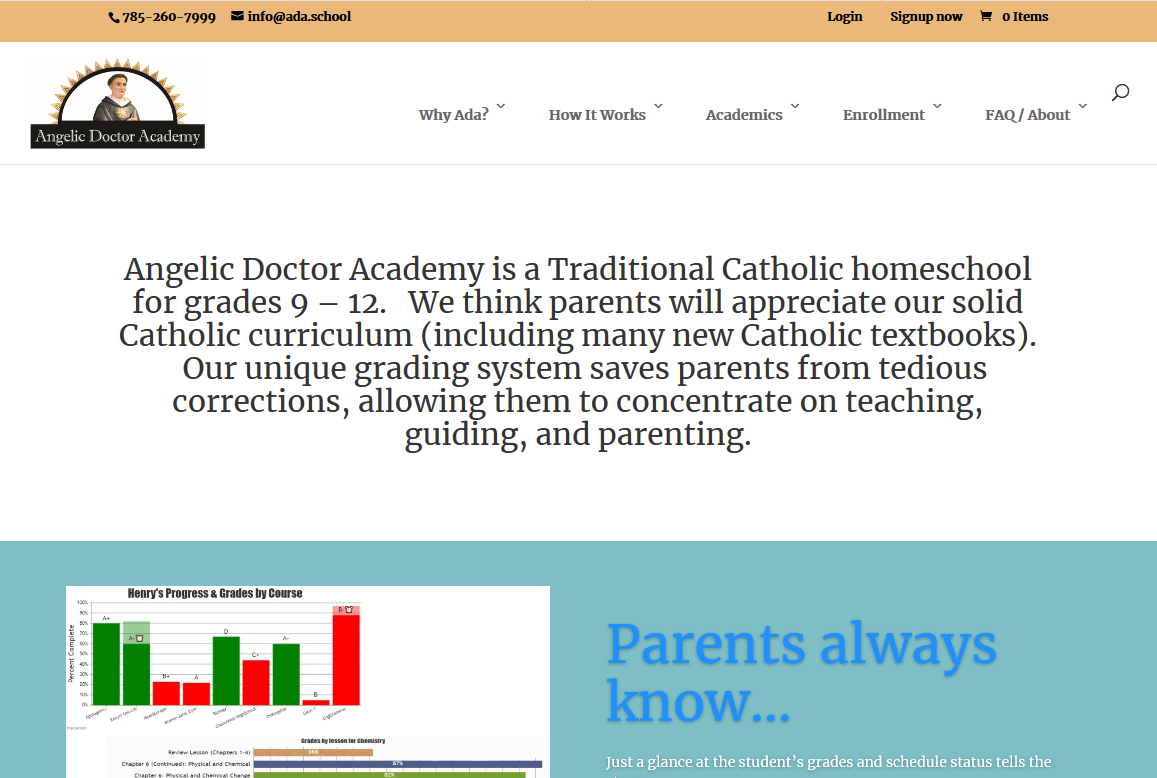 785-260-7999 info@ada.school Login Signup now 0 Items
Angelic Doctor Academy
Why Ada? How It Works Academics Enrollment FAQ / About
Angelic Doctor Academy is a Traditional Catholic homeschool
for grades 9 – 12. We think parents will appreciate our solid
Catholic curriculum (including many new Catholic textbooks).
Our unique grading system saves parents from tedious
corrections, allowing them to concentrate on teaching,
guiding, and parenting.
Henry's Progress & Grades by Course
Percent Complete
100%
90%
80%
70%
60%
50%
40%
30%
20%
10%
0%
A+ A- B+ A D C+ A- B B-
Biology
Grades by lesson for Chemistry
Review Lesson (Chapters 1-4)
Chapter 6 (Continued): Physical and Chemical 87%
Chapter 6: Physical and Chemical Change 82%
Parents always
know...
Just a glance at the student’s grades and schedule status tells the